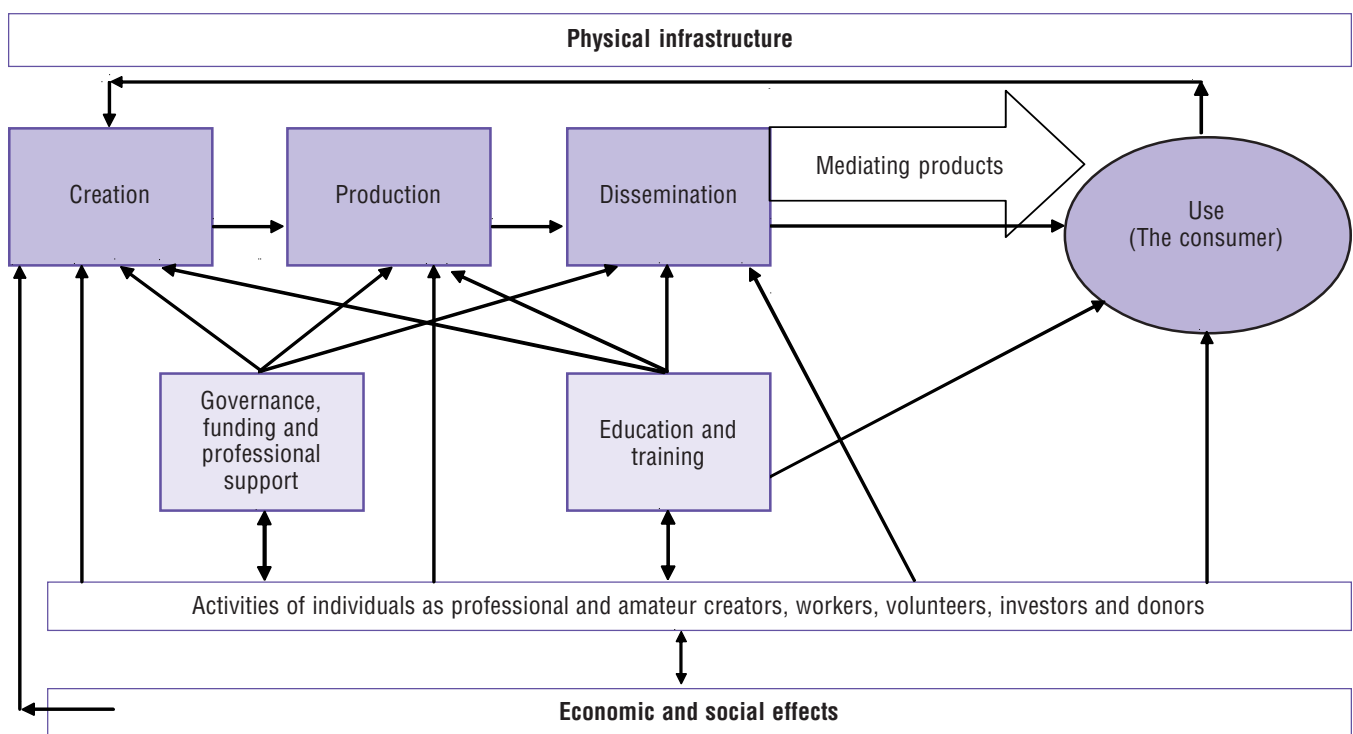 Physical infrastructure
Creation
Production
Dissemination
Mediating products
Use
(The consumer)
Governance,
funding and
professional
support
Education and
training
Activities of individuals as professional and amateur creators, workers, volunteers, investors and donors
Economic and social effects